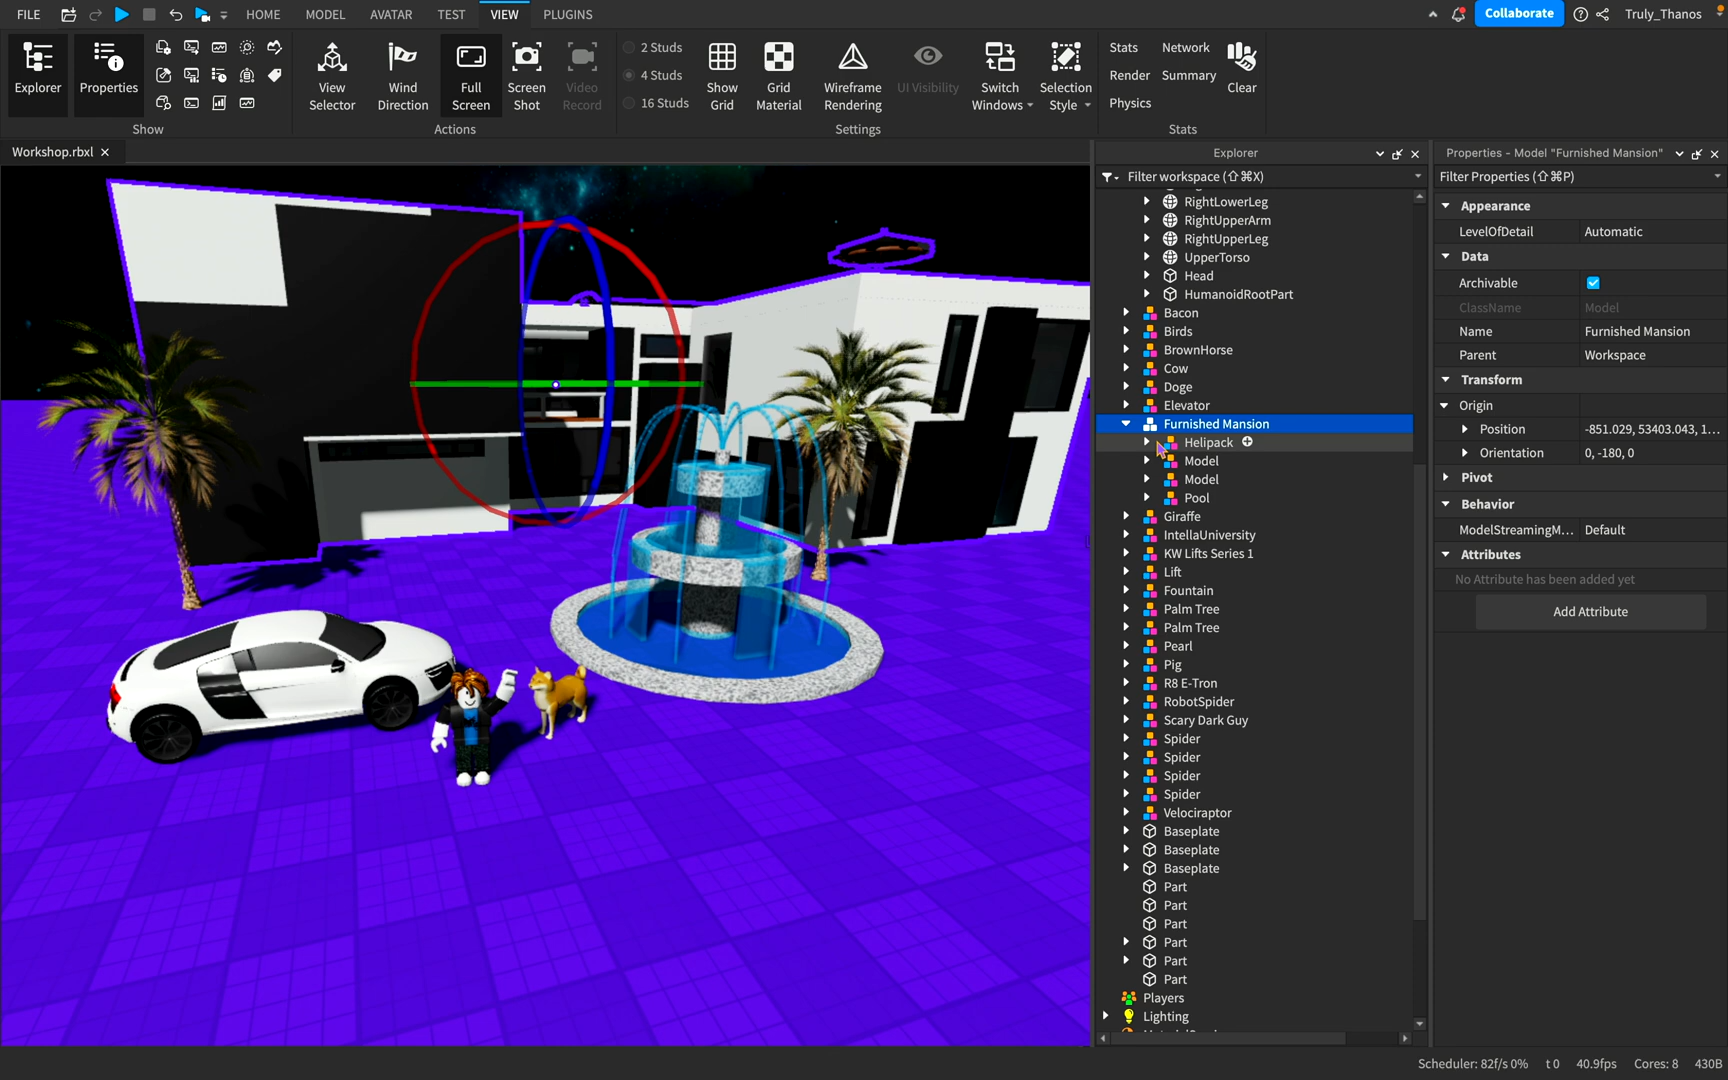 FILE
HOME
MODEL
AVATAR
TEST
VIEW
PLUGINS
Collaborate
Truly_Thanos
Explorer
Properties
Show
View
Selector
Wind
Direction
Full
Screen
Screen
Shot
Video
Record
Actions
2 Studs
4 Studs
16 Studs
Show
Grid
Grid
Material
Wireframe
Rendering
UI Visibility
Switch
Windows
Selection
Style
Settings
Stats
Network
Render
Summary
Physics
Clear
Stats
Workshop.rbxl
Explorer
Filter workspace (⇧⌘X)
RightLowerLeg
RightUpperArm
RightUpperLeg
UpperTorso
Head
HumanoidRootPart
Bacon
Birds
BrownHorse
Cow
Doge
Elevator
Furnished Mansion
Helipack
Model
Model
Pool
Giraffe
IntellaUniversity
KW Lifts Series 1
Lift
Fountain
Palm Tree
Palm Tree
Pearl
Pig
R8 E-Tron
RobotSpider
Scary Dark Guy
Spider
Spider
Spider
Spider
Velociraptor
Baseplate
Baseplate
Baseplate
Part
Part
Part
Part
Part
Part
Players
Lighting
Properties - Model "Furnished Mansion"
Filter Properties (⇧⌘P)
Appearance
LevelOfDetail Automatic
Data
Archivable
ClassName Model
Name Furnished Mansion
Parent Workspace
Transform
Origin
Position -851.029, 53403.043, 1...
Orientation 0, -180, 0
Pivot
Behavior
ModelStreamingM... Default
Attributes
No Attribute has been added yet
Add Attribute
Scheduler: 82f/s 0% t 0 40.9fps Cores: 8 430B